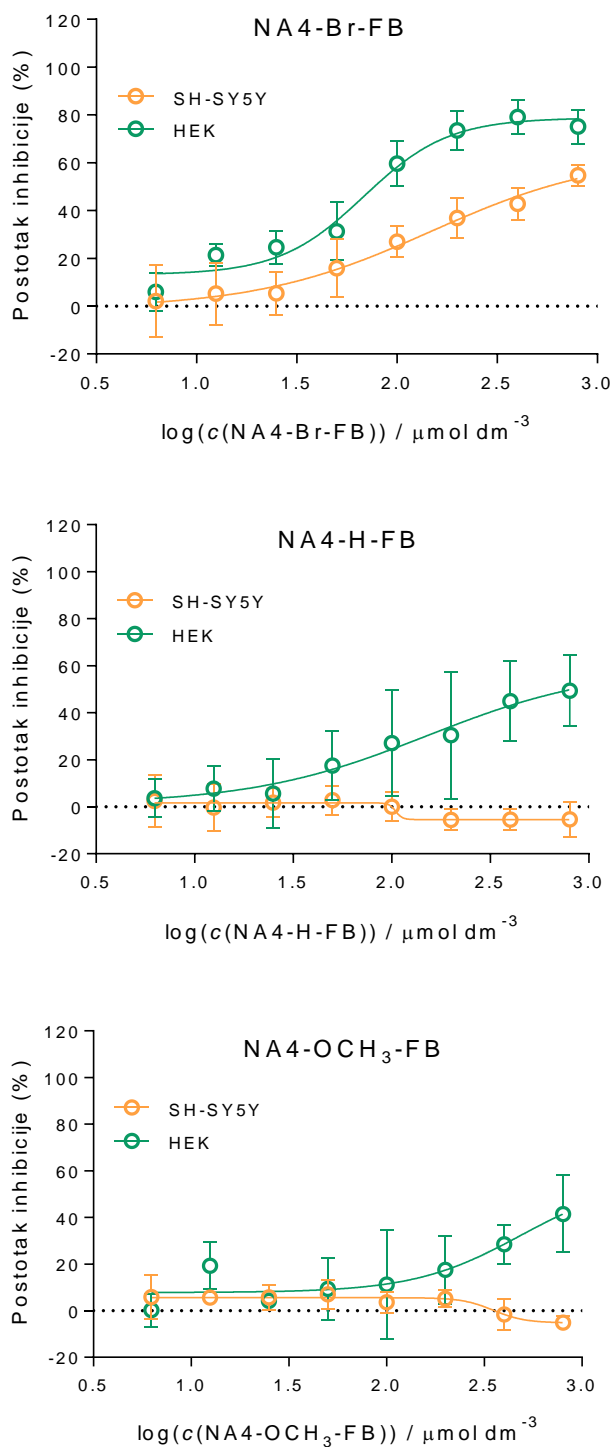 NA4-Br-FB
Postotak inhibicije (%)
120
100
80
60
40
20
0
-20
SH-SY5Y
HEK
0.5 1.0 1.5 2.0 2.5 3.0
log(c(NA4-Br-FB)) / μmol dm⁻³
NA4-H-FB
Postotak inhibicije (%)
120
100
80
60
40
20
0
-20
SH-SY5Y
HEK
0.5 1.0 1.5 2.0 2.5 3.0
log(c(NA4-H-FB)) / μmol dm⁻³
NA4-OCH₃-FB
Postotak inhibicije (%)
120
100
80
60
40
20
0
-20
SH-SY5Y
HEK
0.5 1.0 1.5 2.0 2.5 3.0
log(c(NA4-OCH₃-FB)) / μmol dm⁻³